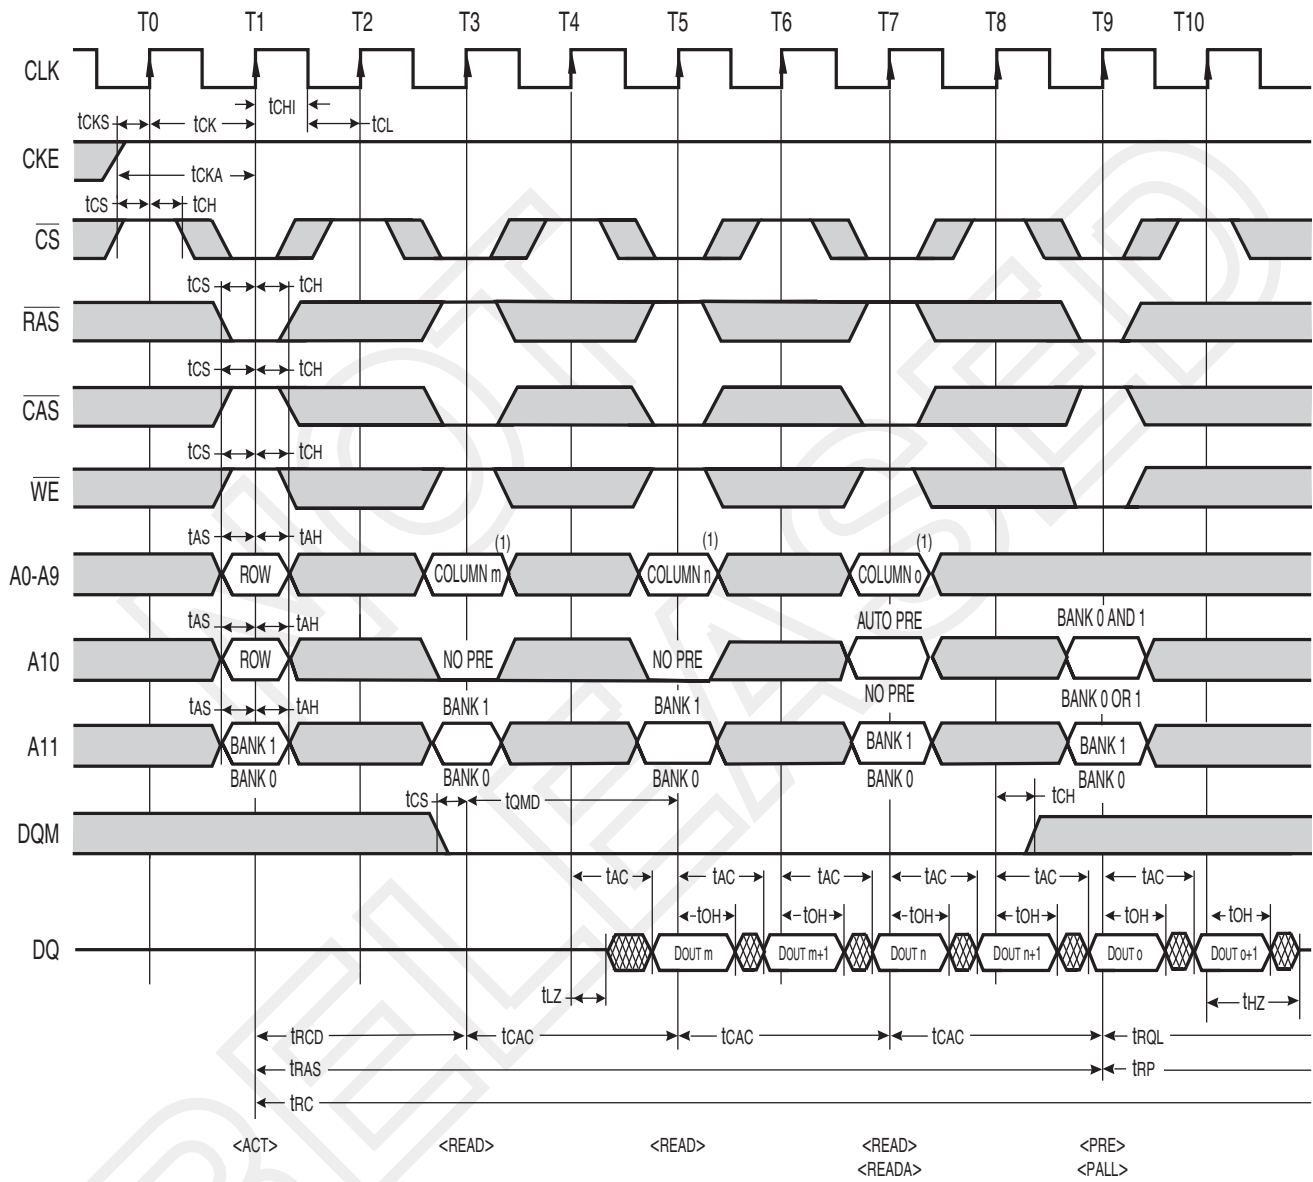 T0 T1 T2 T3 T4 T5 T6 T7 T8 T9 T10
CLK
tCHI
tCKS tCK tCL
CKE
tCKA
tCS tCH
CS
tCS tCH
RAS
tCS tCH
CAS
tCS tCH
WE
tAS tAH (1) (1) (1)
A0-A9 ROW COLUMN m COLUMN n COLUMN o
tAS tAH AUTO PRE BANK 0 AND 1
A10 ROW NO PRE NO PRE
NO PRE BANK 0 OR 1
tAS tAH BANK 1 BANK 1
A11 BANK 1 BANK 1 BANK 1
BANK 0 BANK 0 BANK 0 BANK 0 BANK 0
tCS tQMD tCH
DQM
tAC tAC tAC tAC tAC tAC
tOH tOH tOH tOH tOH tOH
DQ DOUT m DOUT m+1 DOUT n DOUT n+1 DOUT o DOUT o+1
tLZ tHZ
tRCD tCAC tCAC tCAC tRQL
tRAS tRP
tRC
<ACT> <READ> <READ> <READ> <PRE>
<READA> <PALL>
NOT
RELEASED